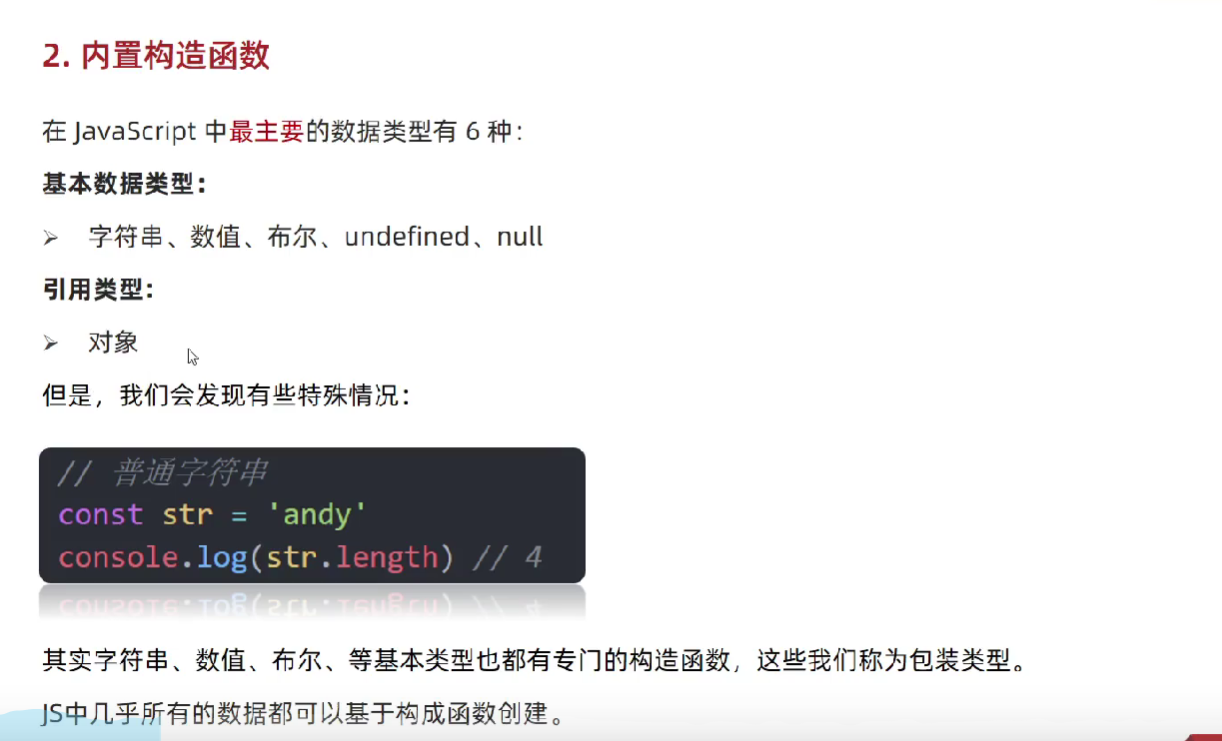 2. 内置构造函数
在 JavaScript 中最主要的数据类型有 6 种：
基本数据类型：
➢ 字符串、数值、布尔、undefined、null
引用类型：
➢ 对象
但是，我们会发现有些特殊情况：
// 普通字符串
const str = 'andy'
console.log(str.length) // 4
其实字符串、数值、布尔、等基本类型也都有专门的构造函数，这些我们称为包装类型。
JS中几乎所有的数据都可以基于构成函数创建。